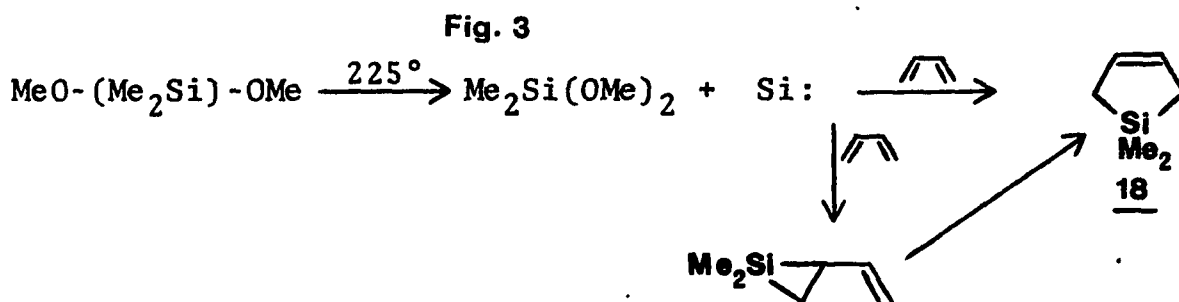 Fig. 3
MeO-(Me2Si)-OMe 225° Me2Si(OMe)2 + Si:
Si
Me2
18
Me2Si